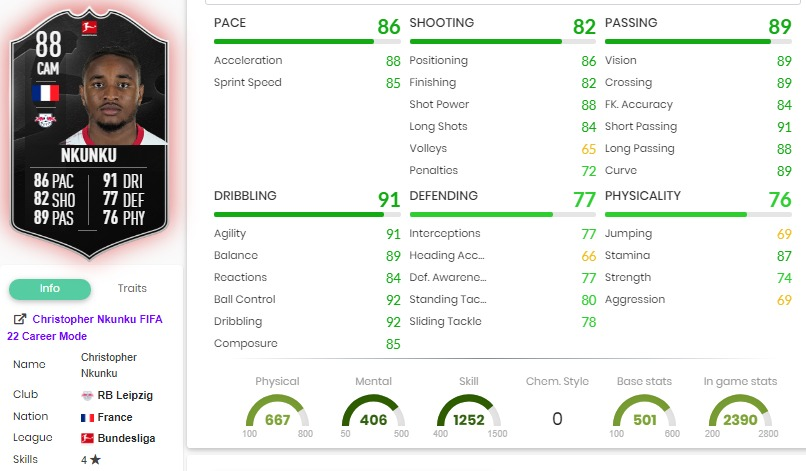 88
CAM
NKUNKU
86 PAC 91 DRI
82 SHO 77 DEF
89 PAS 76 PHY
Info Traits
Christopher Nkunku FIFA
22 Career Mode
Name Christopher
Nkunku
Club RB Leipzig
Nation France
League Bundesliga
Skills 4
PACE 86
Acceleration 88
Sprint Speed 85
SHOOTING 82
Positioning 86
Finishing 82
Shot Power 88
Long Shots 84
Volleys 65
Penalties 72
PASSING 89
Vision 89
Crossing 89
FK. Accuracy 84
Short Passing 91
Long Passing 88
Curve 89
DRIBBLING 91
Agility 91
Balance 89
Reactions 84
Ball Control 92
Dribbling 92
Composure 85
DEFENDING 77
Interceptions 77
Heading Acc... 66
Def. Awarene... 77
Standing Tac... 80
Sliding Tackle 78
PHYSICALITY 76
Jumping 69
Stamina 87
Strength 74
Aggression 69
Physical Mental Skill Chem. Style Base stats In game stats
667 406 1252 0 501 2390
100 800 50 500 400 1500 100 600 200 2800